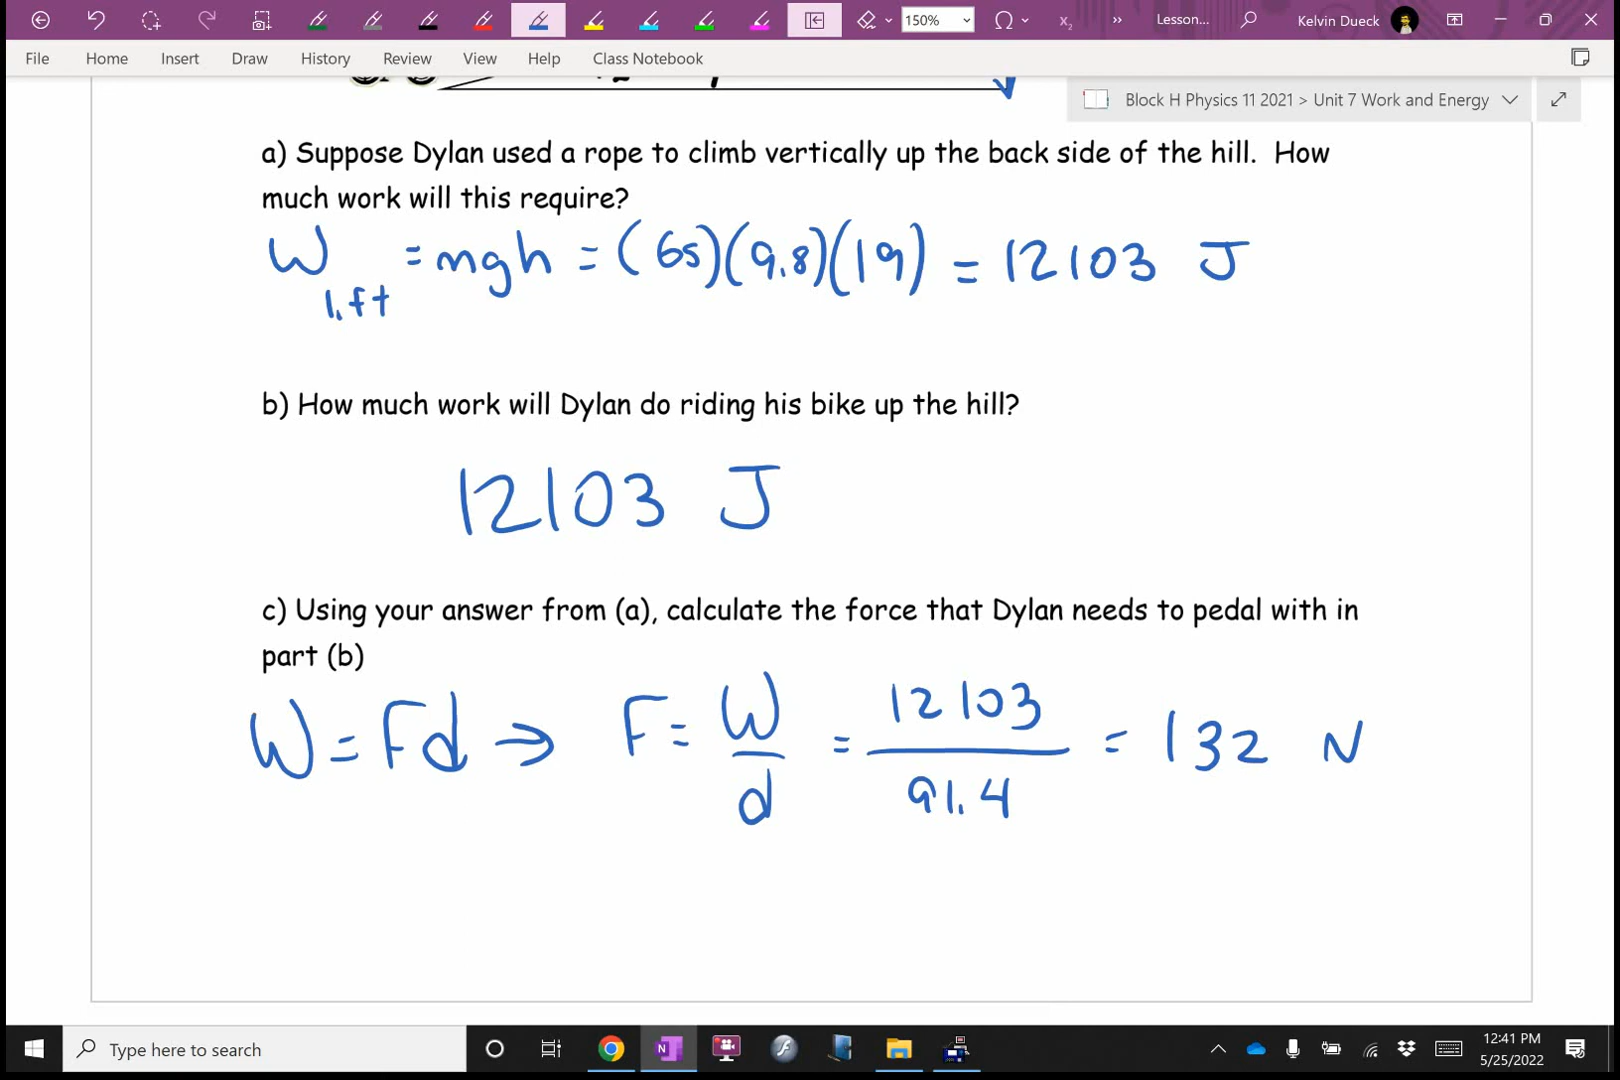 150%
Ω
x₂
»
Lesson...
Kelvin Dueck
File
Home
Insert
Draw
History
Review
View
Help
Class Notebook
Block H Physics 11 2021 > Unit 7 Work and Energy
a) Suppose Dylan used a rope to climb vertically up the back side of the hill. How
much work will this require?
W lift = mgh = (65)(9.8)(19) = 12103 J
b) How much work will Dylan do riding his bike up the hill?
12103 J
c) Using your answer from (a), calculate the force that Dylan needs to pedal with in
part (b)
W = Fd → F = W/d = 12103/91.4 = 132 N
Type here to search
N
12:41 PM
5/25/2022